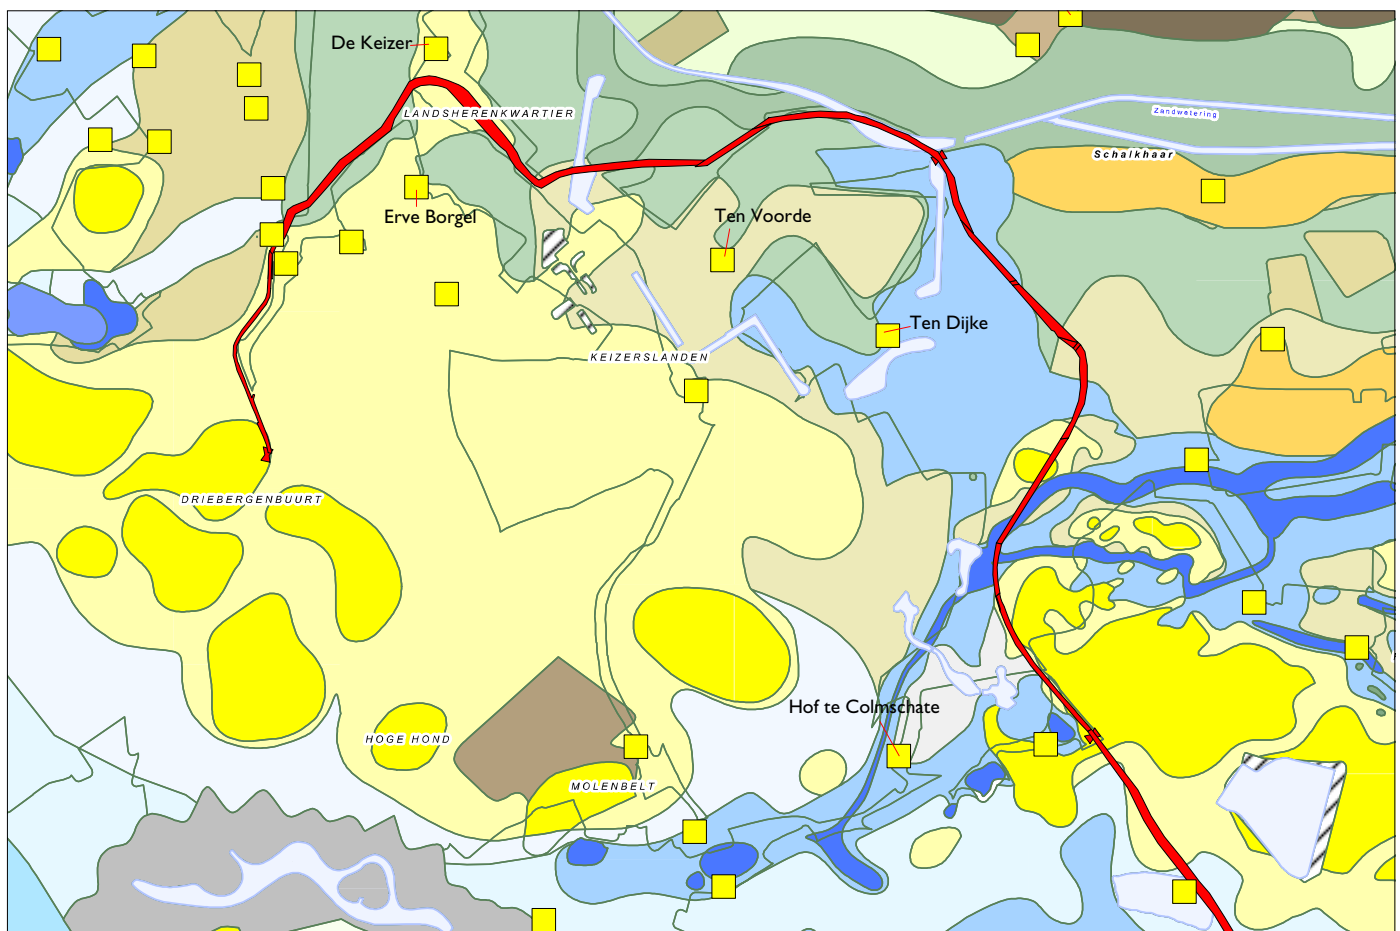 De Keizer
LANDSHERENKWARTIER
Zandwetering
Schalkhaar
Erve Borgel
Ten Voorde
Ten Dijke
KEIZERSLANDEN
DRIEBERGENBUURT
Hof te Colmschate
HOGE HOND
MOLENBELT